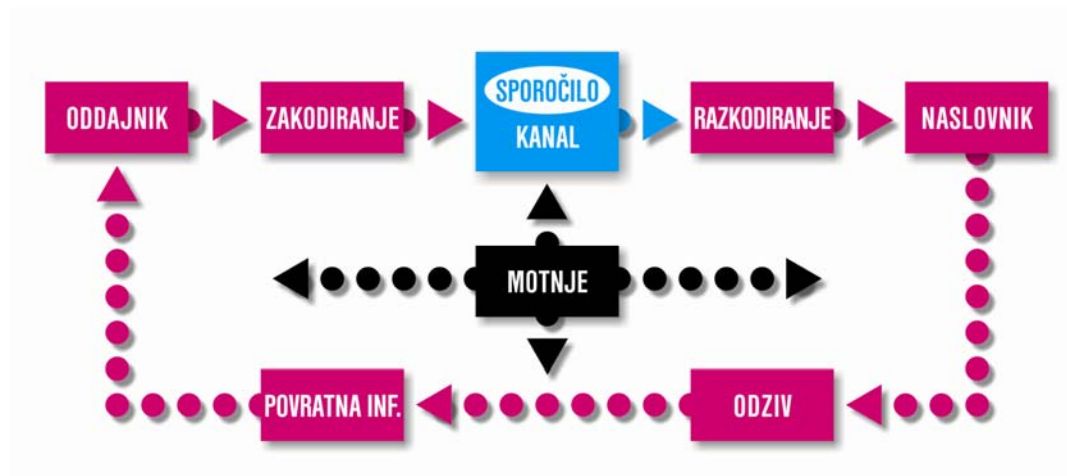 ODDAJNIK
ZAKODIRANJE
SPOROČILO
KANAL
RAZKODIRANJE
NASLOVNIK
MOTNJE
POVRATNA INF.
ODZIV